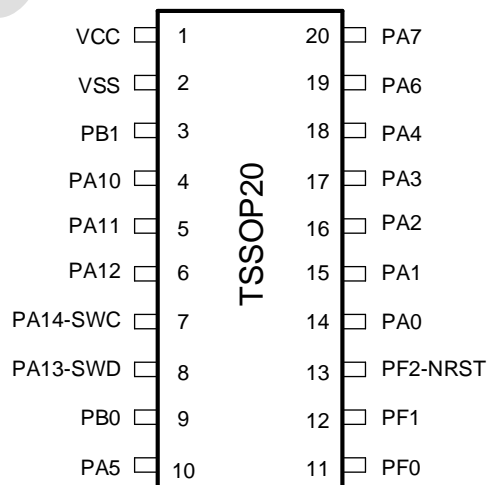 VCC 1 20 PA7
VSS 2 19 PA6
PB1 3 18 PA4
PA10 4 17 PA3
PA11 5 16 PA2
PA12 6 15 PA1
PA14-SWC 7 14 PA0
PA13-SWD 8 13 PF2-NRST
PB0 9 12 PF1
PA5 10 11 PF0
TSSOP20